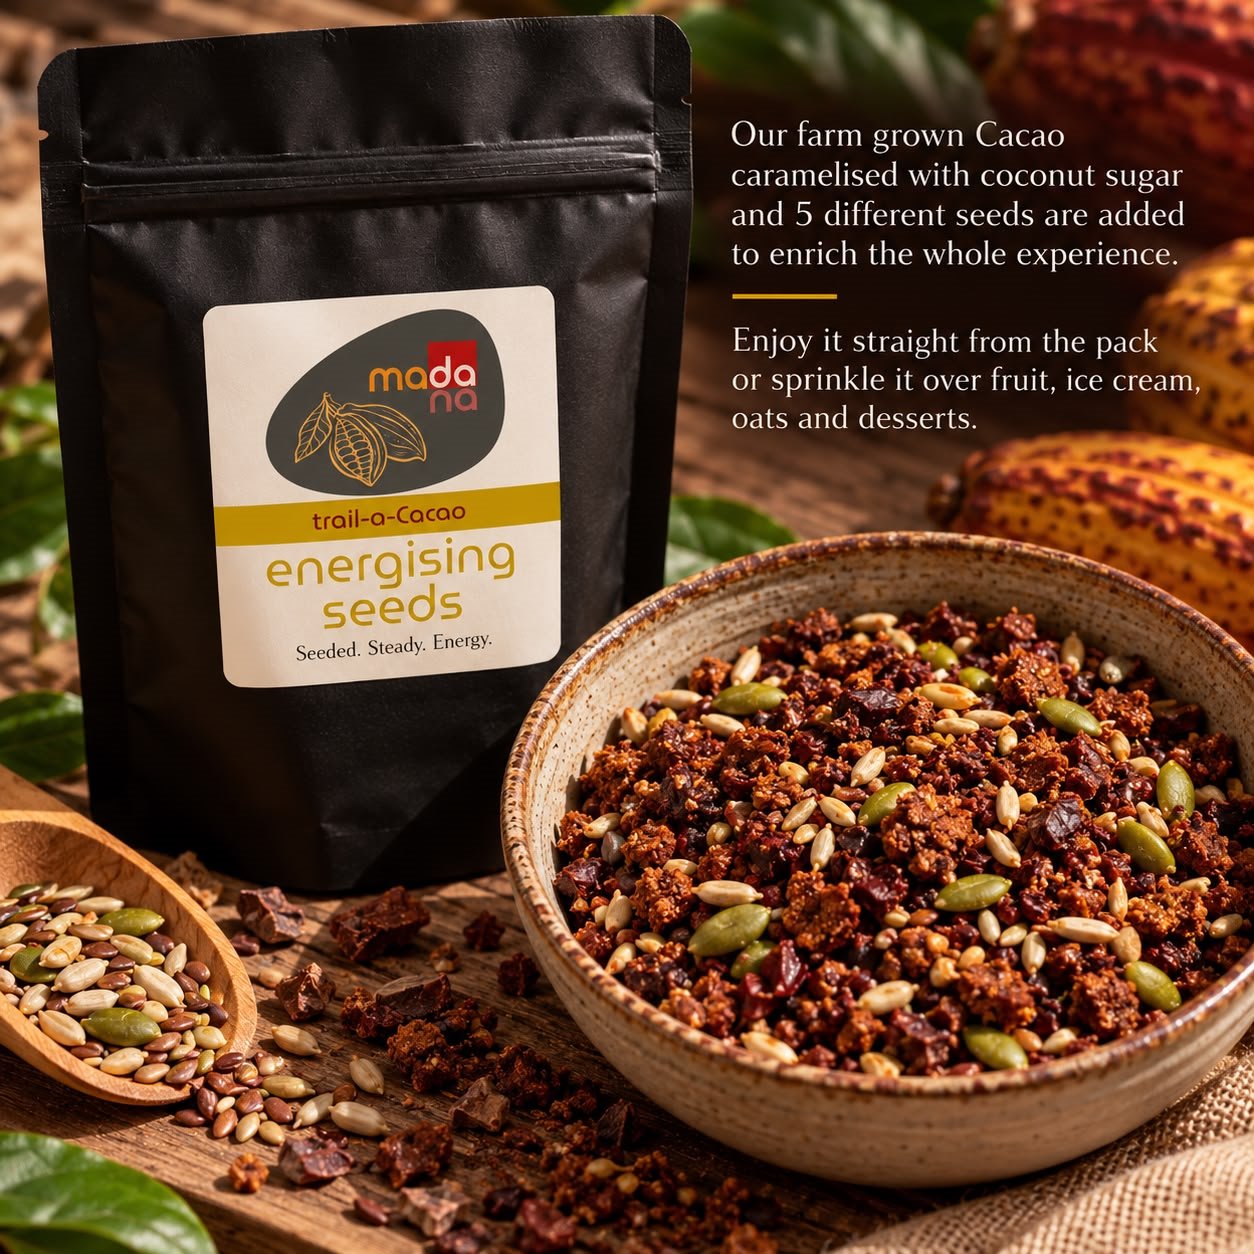 mada
na
trail-a-Cacao
energising
seeds
Seeded. Steady. Energy.
Our farm grown Cacao
caramelised with coconut sugar
and 5 different seeds are added
to enrich the whole experience.
Enjoy it straight from the pack
or sprinkle it over fruit, ice cream,
oats and desserts.